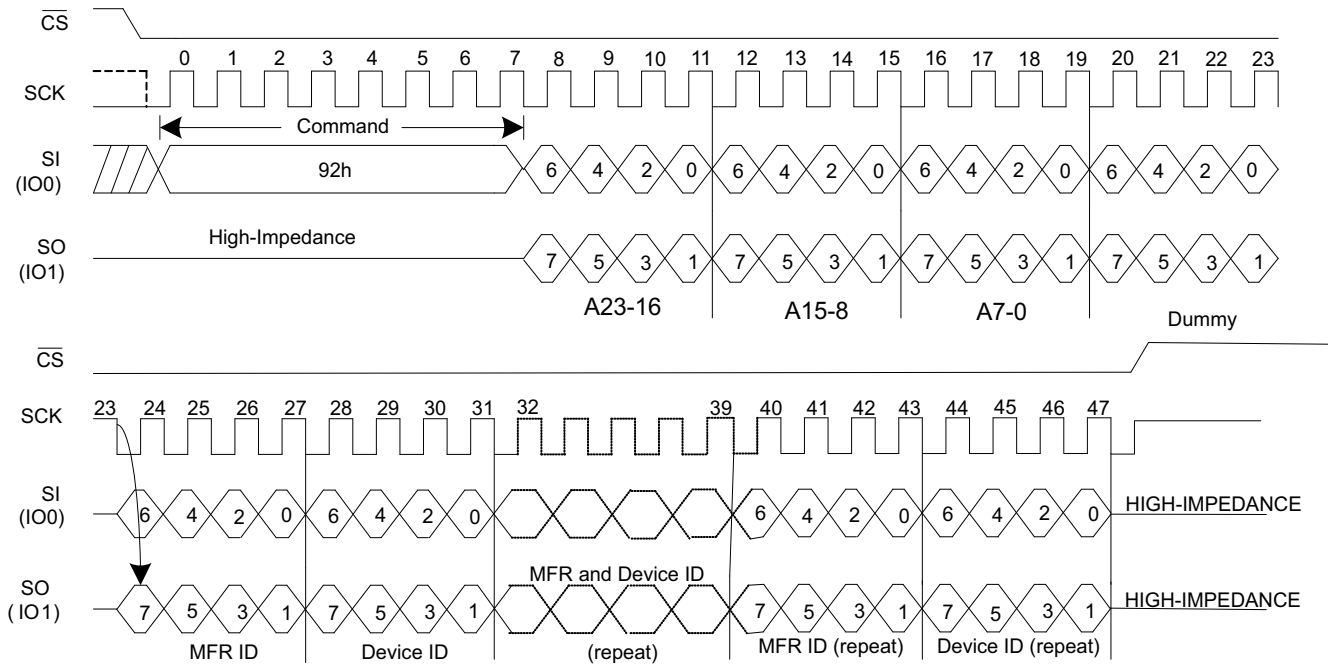 CS
0 1 2 3 4 5 6 7 8 9 10 11 12 13 14 15 16 17 18 19 20 21 22 23
SCK
Command
SI
(IO0)
92h 6 4 2 0 6 4 2 0 6 4 2 0 6 4 2 0
High-Impedance
SO
(IO1)
7 5 3 1 7 5 3 1 7 5 3 1 7 5 3 1
A23-16 A15-8 A7-0 Dummy
CS
SCK 23 24 25 26 27 28 29 30 31 32 39 40 41 42 43 44 45 46 47
SI
(IO0)
6 4 2 0 6 4 2 0 6 4 2 0 6 4 2 0 HIGH-IMPEDANCE
MFR and Device ID
SO
( IO1)
7 5 3 1 7 5 3 1 7 5 3 1 7 5 3 1 HIGH-IMPEDANCE
MFR ID Device ID (repeat) MFR ID (repeat) Device ID (repeat)